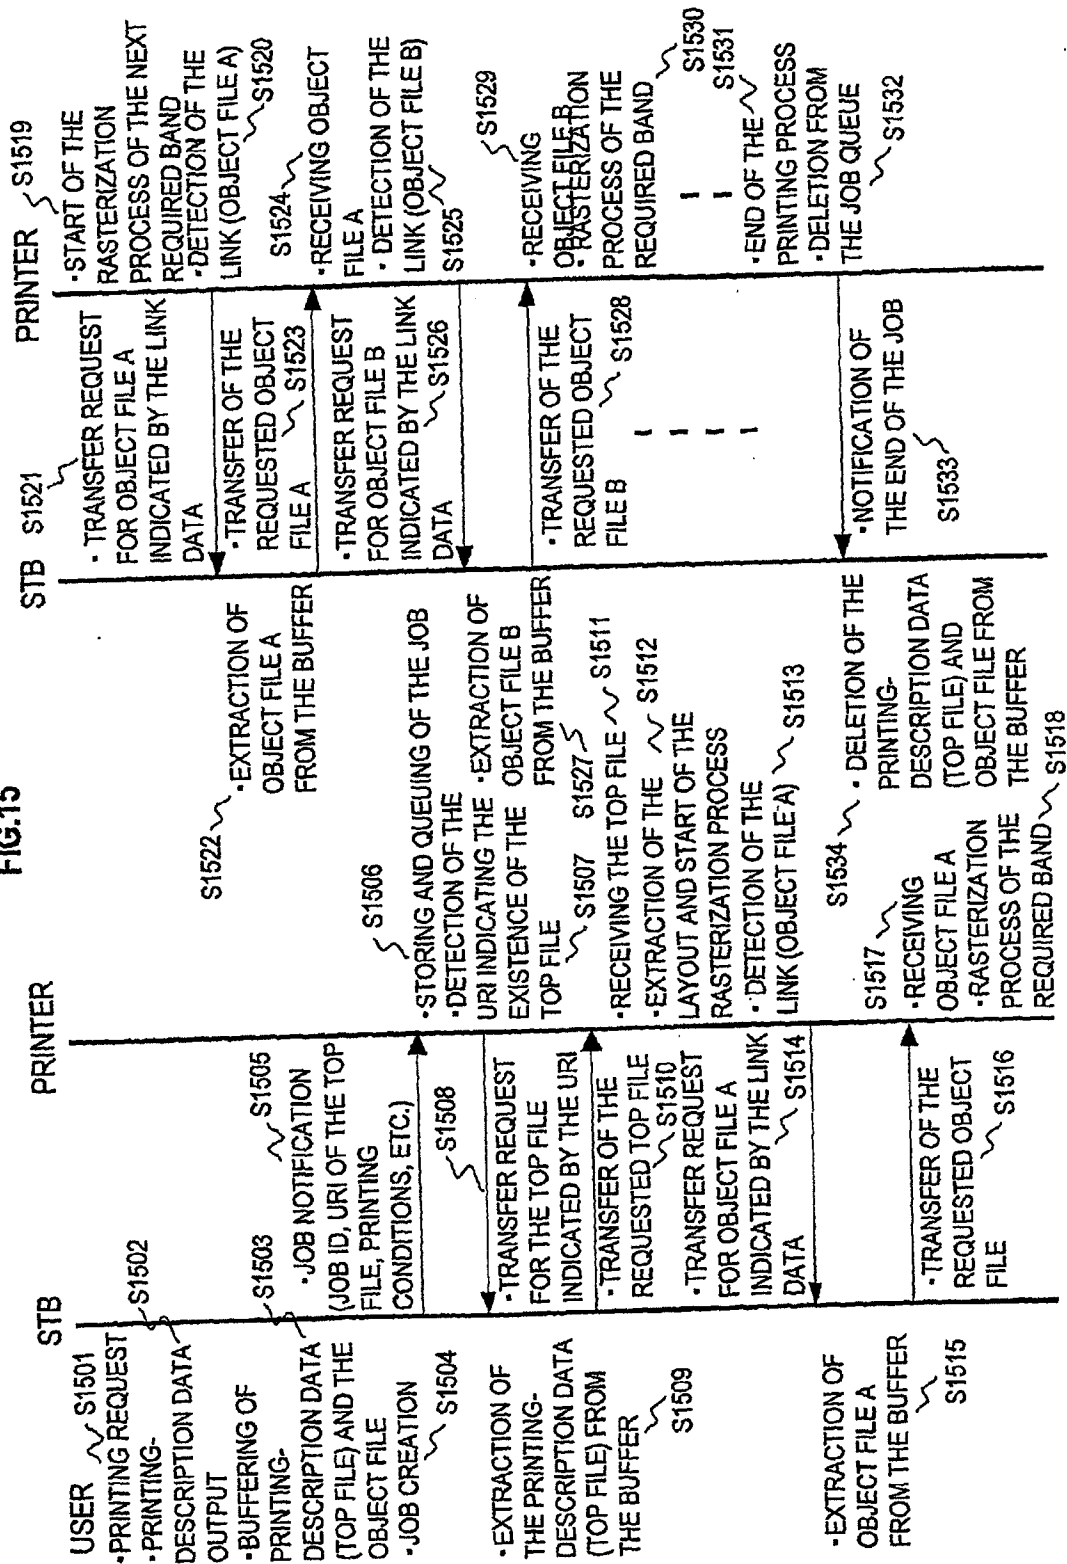 FIG.15
STB
PRINTER
USER S1501
·PRINTING REQUEST
·PRINTING-
DESCRIPTION DATA
OUTPUT
S1502
·BUFFERING OF
PRINTING-
DESCRIPTION DATA
(TOP FILE) AND THE
OBJECT FILE
S1503
·JOB CREATION
S1504
S1505
·JOB NOTIFICATION
(JOB ID, URI OF THE TOP
FILE, PRINTING
CONDITIONS, ETC.)
S1506
·STORING AND QUEUING OF THE JOB
·DETECTION OF THE
URI INDICATING THE
EXISTENCE OF THE
TOP FILE
S1507
S1508
·TRANSFER REQUEST
FOR THE TOP FILE
INDICATED BY THE URI
·EXTRACTION OF
THE PRINTING-
DESCRIPTION DATA
(TOP FILE) FROM
THE BUFFER
S1509
·TRANSFER OF THE
REQUESTED TOP FILE
S1510
·RECEIVING THE TOP FILE S1511
·EXTRACTION OF THE S1512
LAYOUT AND START OF THE
RASTERIZATION PROCESS
·DETECTION OF THE
LINK (OBJECT FILE A) S1513
·TRANSFER REQUEST
FOR OBJECT FILE A
INDICATED BY THE LINK
DATA S1514
·EXTRACTION OF
OBJECT FILE A
FROM THE BUFFER
S1515
·TRANSFER OF THE
REQUESTED OBJECT
FILE S1516
S1517
·RECEIVING
OBJECT FILE A
·RASTERIZATION
PROCESS OF THE
REQUIRED BAND S1518
STB
PRINTER
S1519
·START OF THE
RASTERIZATION
PROCESS OF THE NEXT
REQUIRED BAND
·DETECTION OF THE
LINK (OBJECT FILE A)
S1520
S1521
·TRANSFER REQUEST
FOR OBJECT FILE A
INDICATED BY THE LINK
DATA
S1522
·EXTRACTION OF
OBJECT FILE A
FROM THE BUFFER
·TRANSFER OF THE
REQUESTED OBJECT
FILE A S1523
S1524
·RECEIVING OBJECT
FILE A
·DETECTION OF THE
LINK (OBJECT FILE B)
S1525
·TRANSFER REQUEST
FOR OBJECT FILE B
INDICATED BY THE LINK
DATA S1526
·EXTRACTION OF
OBJECT FILE B
FROM THE BUFFER
S1527
·TRANSFER OF THE
REQUESTED OBJECT
FILE B S1528
S1529
·RECEIVING
OBJECT FILE B
·RASTERIZATION
PROCESS OF THE
REQUIRED BAND
S1530
S1531
·END OF THE
PRINTING PROCESS
·DELETION FROM
THE JOB QUEUE
S1532
·NOTIFICATION OF
THE END OF THE JOB
S1533
S1534
·DELETION OF THE
PRINTING-
DESCRIPTION DATA
(TOP FILE) AND
OBJECT FILE FROM
THE BUFFER